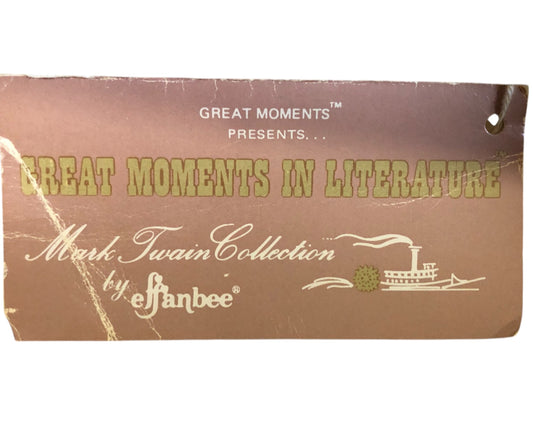 GREAT MOMENTS™
PRESENTS...
GREAT MOMENTS IN LITERATURE
Mark Twain Collection
by effanbee®